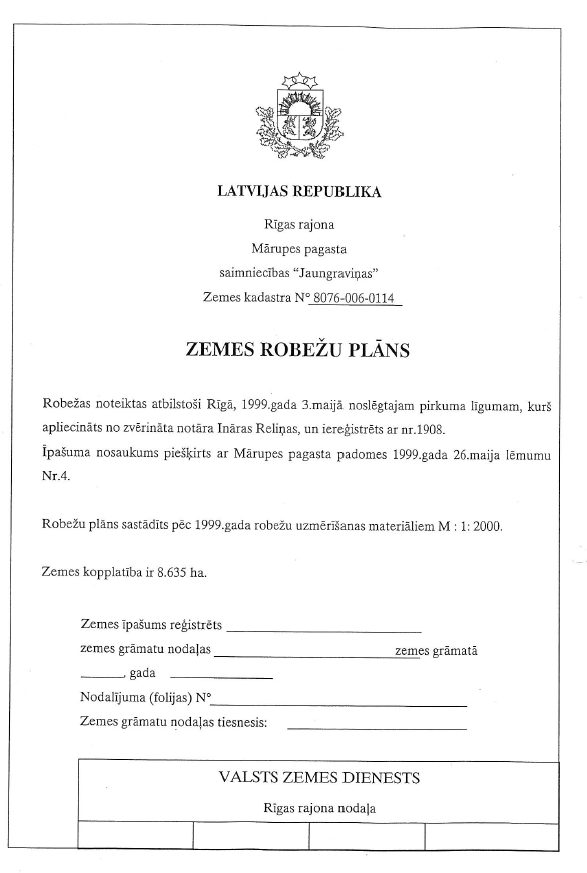 LATVIJAS REPUBLIKA
Rīgas rajona
Mārupes pagasta
saimniecības “Jaungraviņas”
Zemes kadastra N° 8076-006-0114
ZEMES ROBEŽU PLĀNS
Robežas noteiktas atbilstoši Rīgā, 1999.gada 3.maijā noslēgtajam pirkuma līgumam, kurš
apliecināts no zvērināta notāra Ināras Reliņas, un iereģistrēts ar nr.1908.
Īpašuma nosaukums piešķirts ar Mārupes pagasta padomes 1999.gada 26.maija lēmumu
Nr.4.
Robežu plāns sastādīts pēc 1999.gada robežu uzmērīšanas materiāliem M : 1: 2000.
Zemes kopplatība ir 8.635 ha.
Zemes īpašums reģistrēts ____________
zemes grāmatu nodaļas ____________ zemes grāmatā
______, gada ____________
Nodalījuma (folijas) N° ____________
Zemes grāmatu nodaļas tiesnesis: ____________
VALSTS ZEMES DIENESTS
Rīgas rajona nodaļa